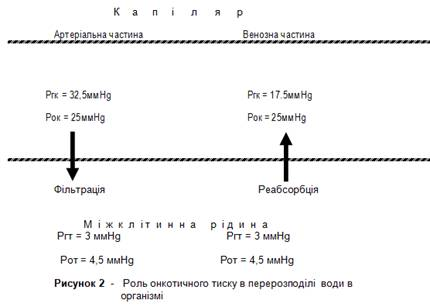 К а п і л я р
Артеріальна частина Венозна частина
Ргк = 32,5ммHg Ргк = 17.5ммHg
Рок = 25ммHg Рок = 25ммHg
Фільтрація Реабсорбція
М і ж к л і т и н н а р і д и н а
Ргт = 3 ммHg Ргт = 3 ммHg
Рот = 4,5 ммHg Рот = 4,5 ммHg
Рисунок 2 - Роль онкотичного тиску в перерозподілі води в
організмі